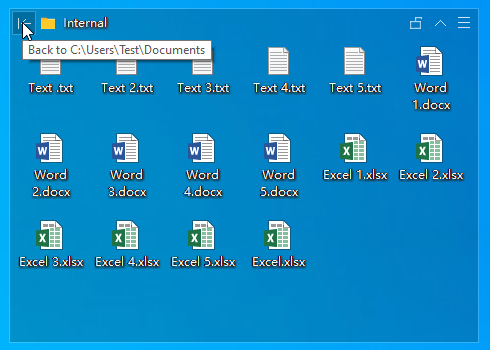 Internal
Back to C:\Users\Test\Documents
Text .txt
Text 2.txt
Text 3.txt
Text 4.txt
Text 5.txt
Word
1.docx
Word
2.docx
Word
3.docx
Word
4.docx
Word
5.docx
Excel 1.xlsx
Excel 2.xlsx
Excel 3.xlsx
Excel 4.xlsx
Excel 5.xlsx
Excel.xlsx